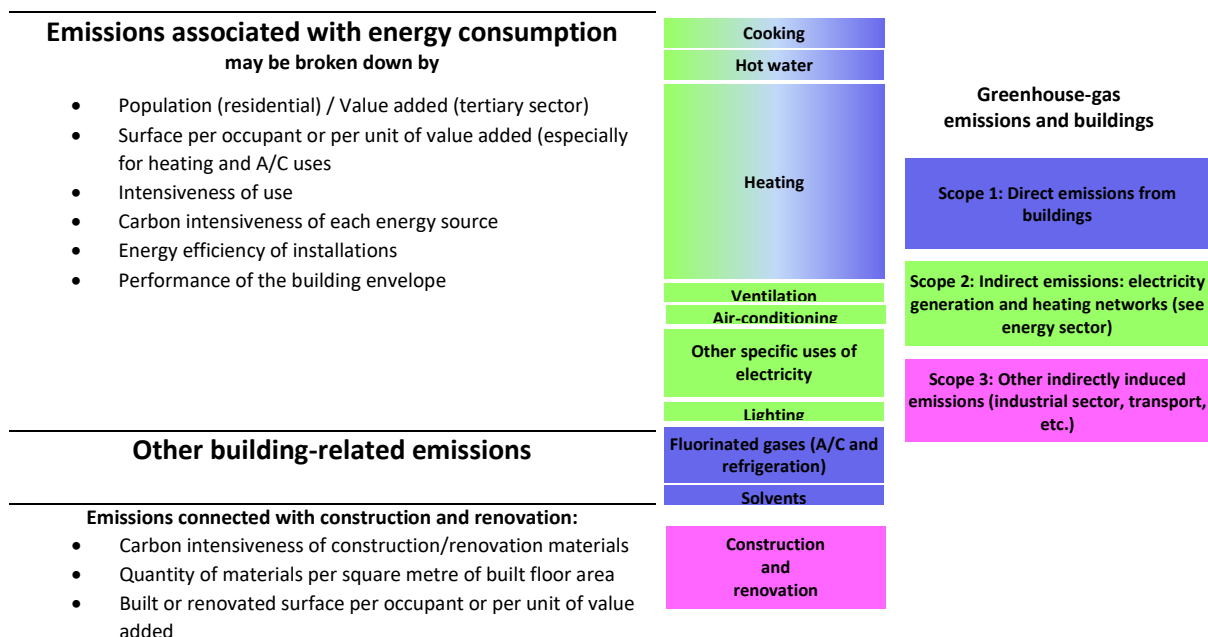 Emissions associated with energy consumption
may be broken down by
• Population (residential) / Value added (tertiary sector)
• Surface per occupant or per unit of value added (especially
for heating and A/C uses
• Intensiveness of use
• Carbon intensiveness of each energy source
• Energy efficiency of installations
• Performance of the building envelope
Other building-related emissions
Emissions connected with construction and renovation:
• Carbon intensiveness of construction/renovation materials
• Quantity of materials per square metre of built floor area
• Built or renovated surface per occupant or per unit of value
added
Cooking
Hot water
Heating
Ventilation
Air-conditioning
Other specific uses of
electricity
Lighting
Fluorinated gases (A/C and
refrigeration)
Solvents
Construction
and
renovation
Greenhouse-gas
emissions and buildings
Scope 1: Direct emissions from
buildings
Scope 2: Indirect emissions: electricity
generation and heating networks (see
energy sector)
Scope 3: Other indirectly induced
emissions (industrial sector, transport,
etc.)